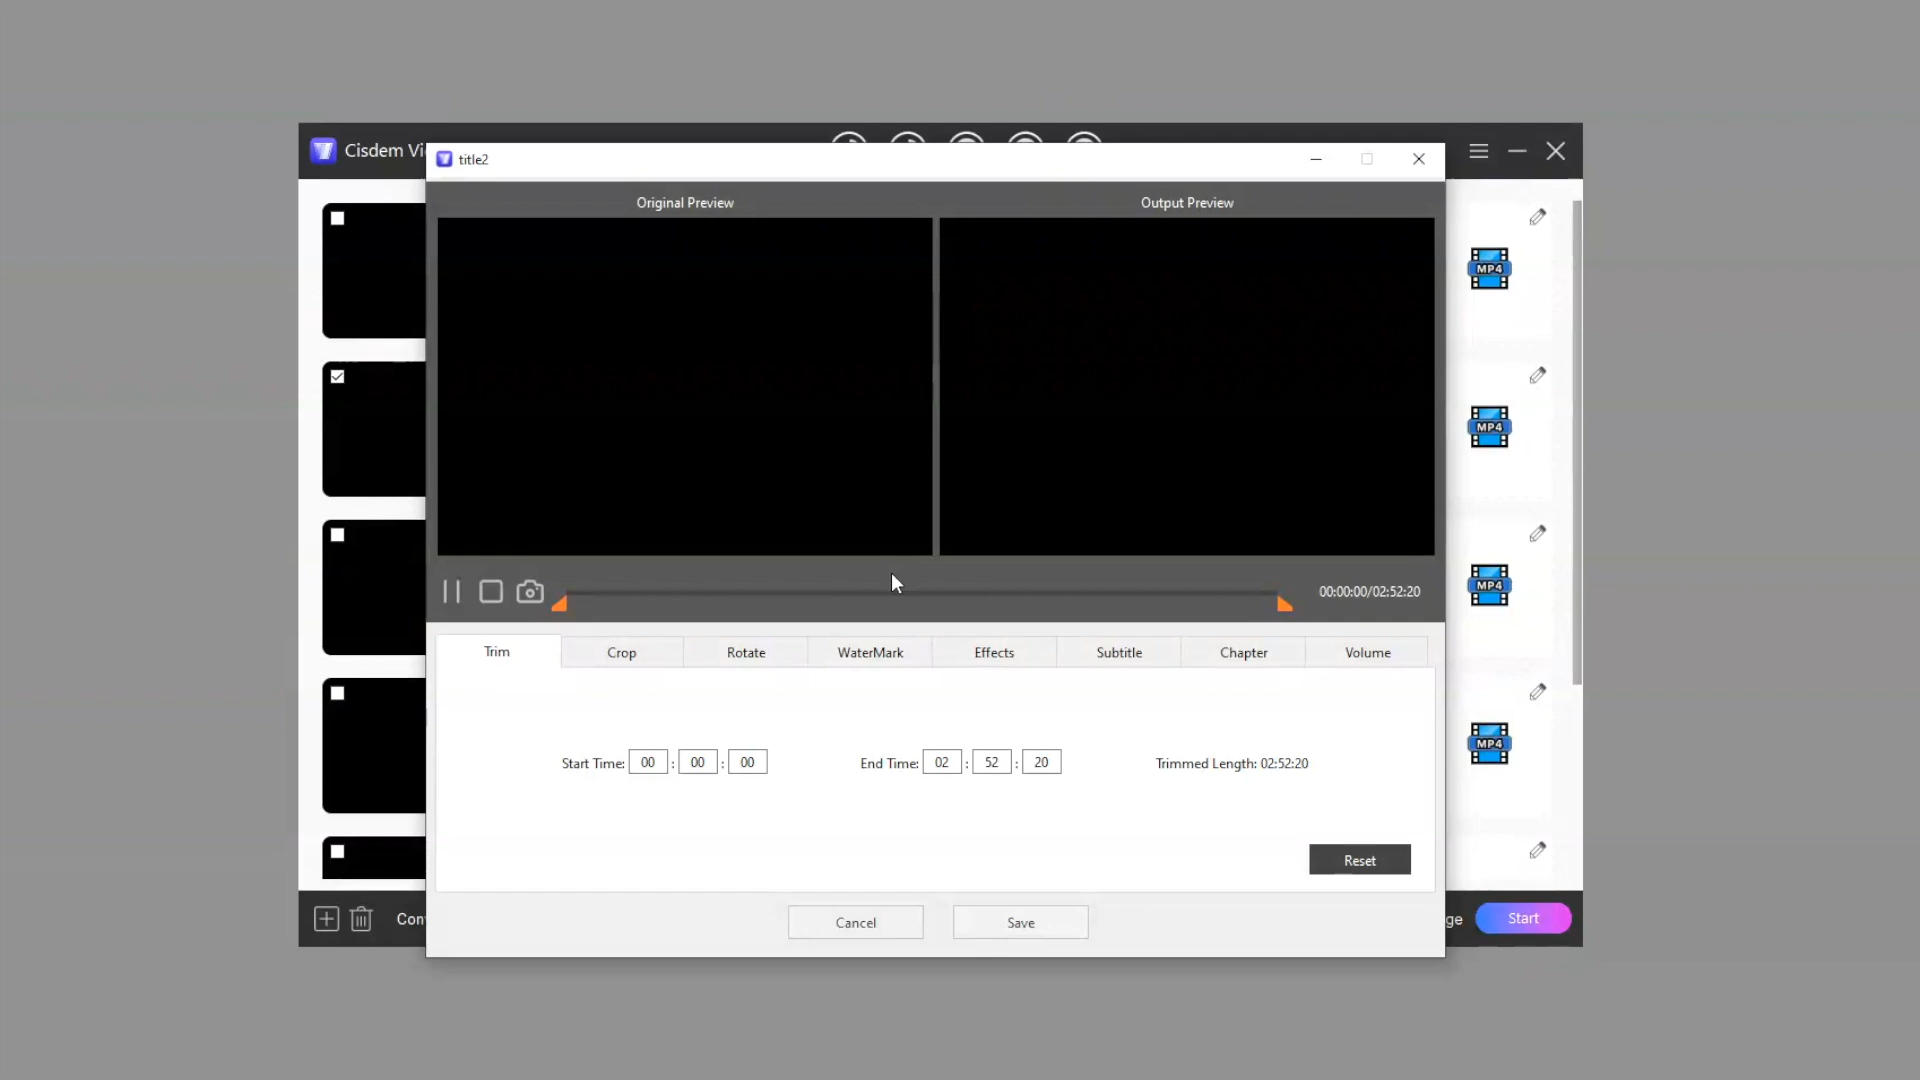 Cisdem Vi
title2
Original Preview
Output Preview
MP4
MP4
00:00:00/02:52:20
MP4
Trim
Crop
Rotate
WaterMark
Effects
Subtitle
Chapter
Volume
MP4
Start Time: 00 : 00 : 00
End Time: 02 : 52 : 20
Trimmed Length: 02:52:20
Reset
Cancel
Save
Con
ge
Start